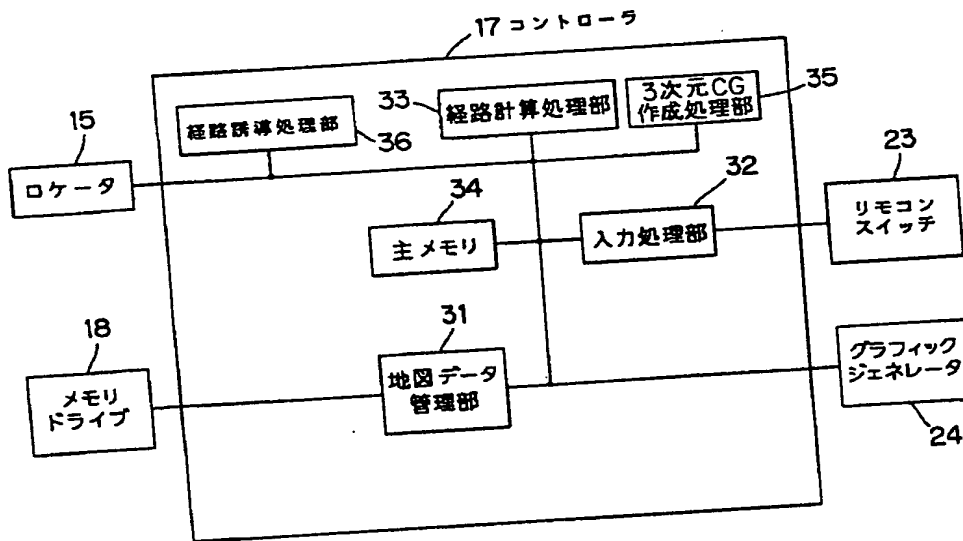 17 コントローラ
33
経路計算処理部
3次元CG
作成処理部
35
経路誘導処理部
36
15
ロケータ
34
主メモリ
32
入力処理部
23
リモコン
スイッチ
18
メモリ
ドライブ
31
地図データ
管理部
グラフィック
ジェネレータ
24